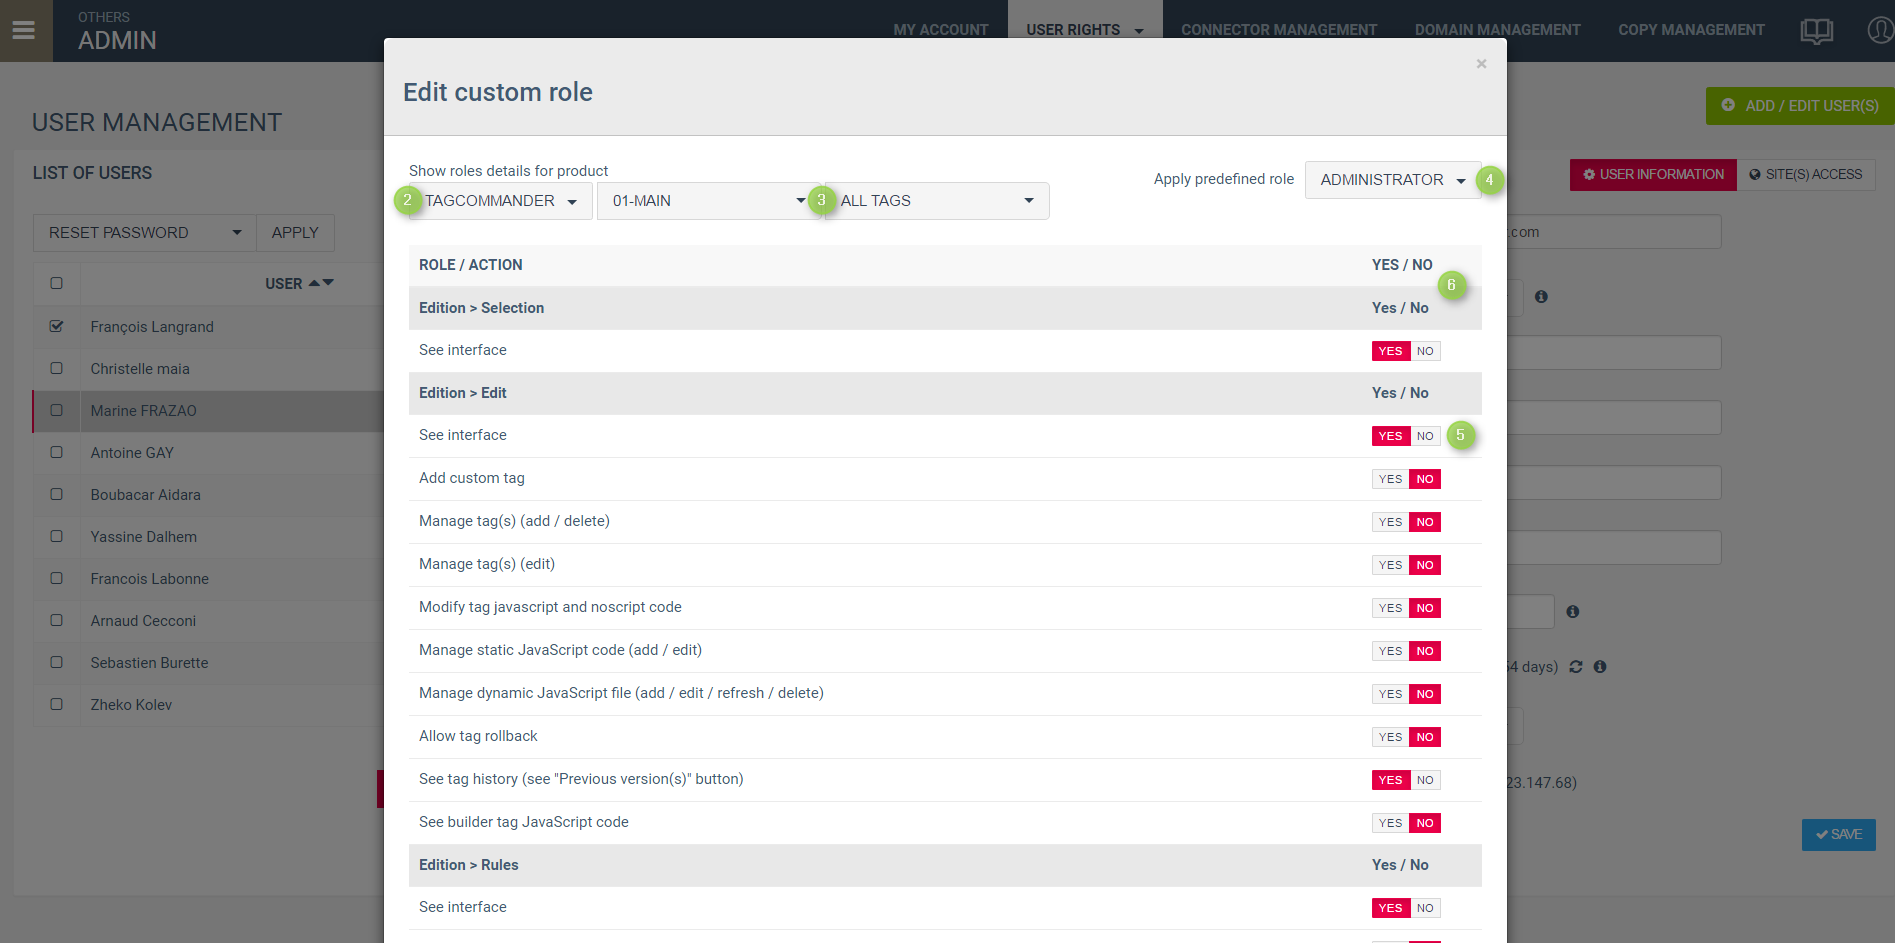 OTHERS
ADMIN
MY ACCOUNT
USER RIGHTS
CONNECTOR MANAGEMENT
DOMAIN MANAGEMENT
COPY MANAGEMENT
USER MANAGEMENT
ADD / EDIT USER(S)
LIST OF USERS
USER INFORMATION
SITE(S) ACCESS
RESET PASSWORD
APPLY
USER
François Langrand
Christelle maia
Marine FRAZAO
Antoine GAY
Boubacar Aidara
Yassine Dalhem
Francois Labonne
Arnaud Cecconi
Sebastien Burette
Zheko Kolev
×
Edit custom role
Show roles details for product
2 TAGCOMMANDER
01-MAIN
3 ALL TAGS
Apply predefined role
ADMINISTRATOR 4
ROLE / ACTION YES / NO
6
Edition > Selection Yes / No
See interface YES NO
Edition > Edit Yes / No
See interface YES NO 5
Add custom tag YES NO
Manage tag(s) (add / delete) YES NO
Manage tag(s) (edit) YES NO
Modify tag javascript and noscript code YES NO
Manage static JavaScript code (add / edit) YES NO
Manage dynamic JavaScript file (add / edit / refresh / delete) YES NO
Allow tag rollback YES NO
See tag history (see "Previous version(s)" button) YES NO
See builder tag JavaScript code YES NO
Edition > Rules Yes / No
See interface YES NO
.com
days)
23.147.68)
SAVE